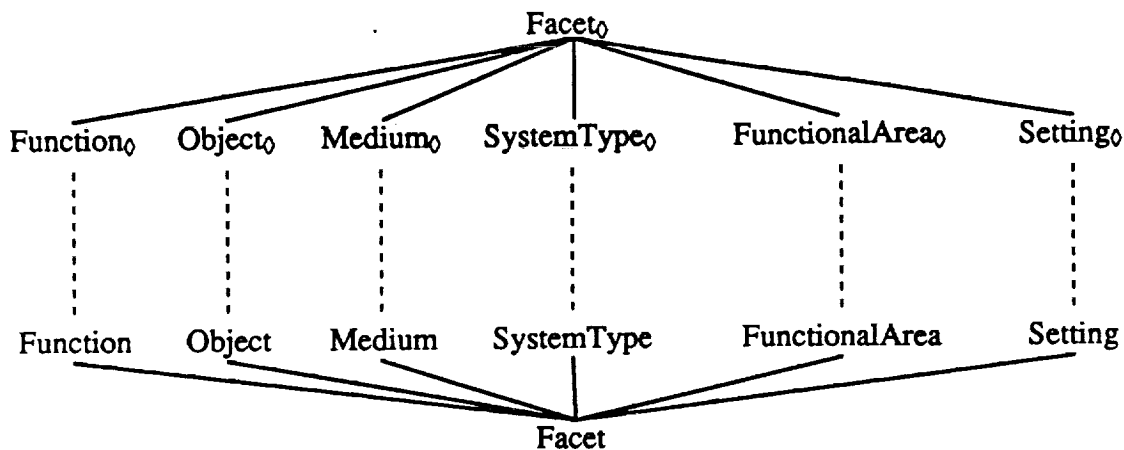 Facet◊
Function◊ Object◊ Medium◊ SystemType◊ FunctionalArea◊ Setting◊
Function Object Medium SystemType FunctionalArea Setting
Facet